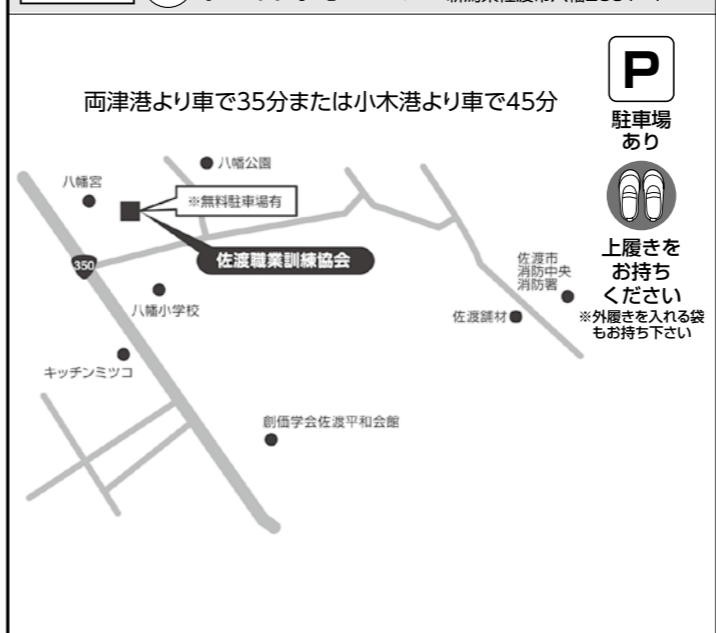 両津港より車で35分または小木港より車で45分
P
駐車場
あり
八幡公園
八幡宮
※無料駐車場有
佐渡職業訓練協会
350
八幡小学校
キッチンミツコ
佐渡市
消防中央
消防署
佐渡舗材
創価学会佐渡平和会館
上履きを
お持ち
ください
※外履きを入れる袋
もお持ち下さい